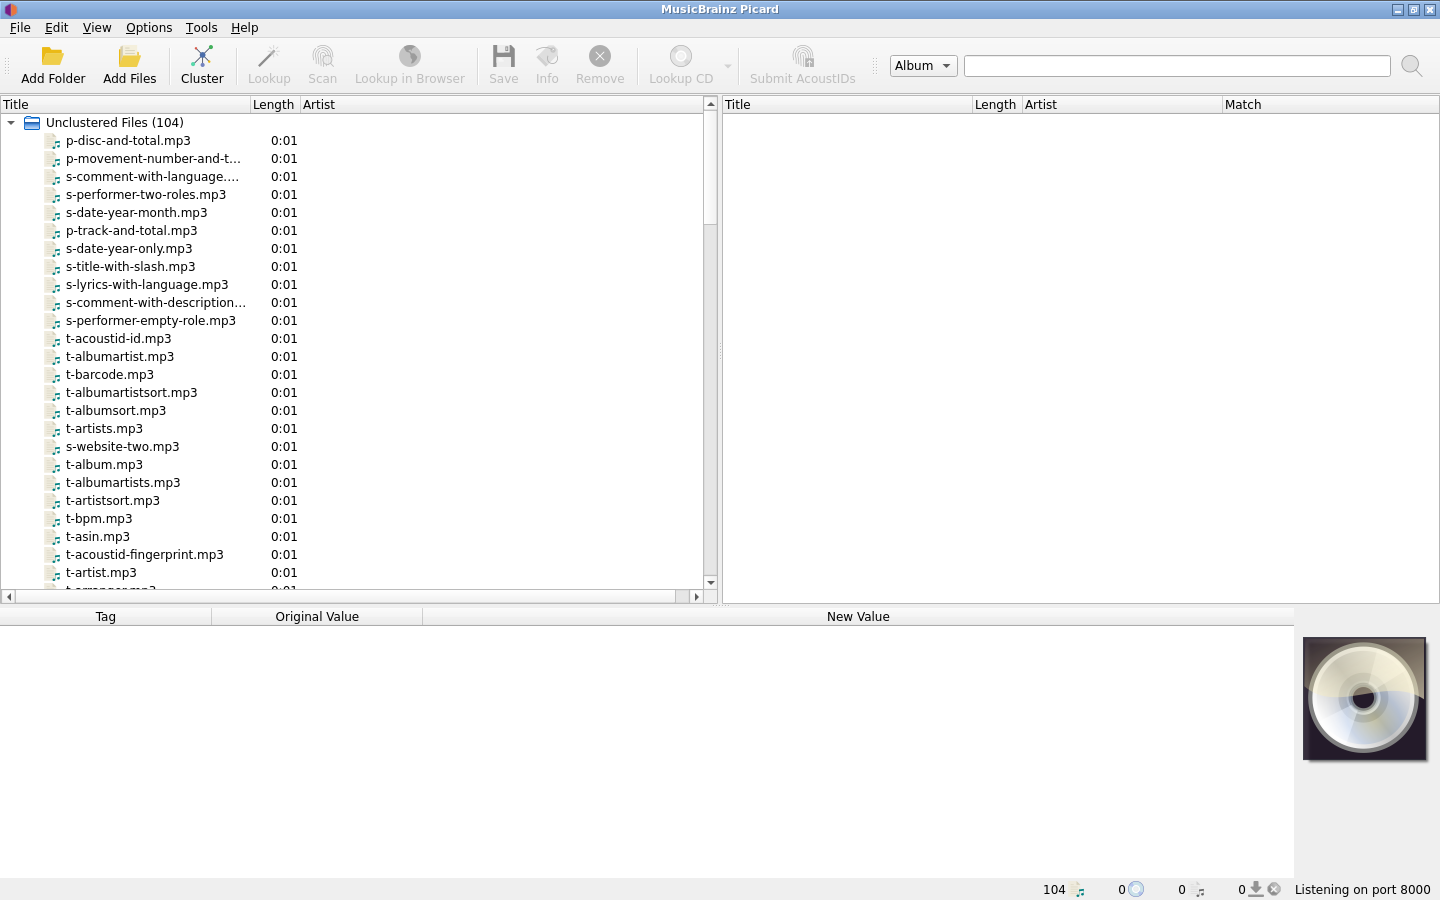 MusicBrainz Picard
File Edit View Options Tools Help
Add Folder Add Files Cluster Lookup Scan Lookup in Browser Save Info Remove Lookup CD Submit AcoustIDs Album
Title Length Artist Title Length Artist Match
Unclustered Files (104)
p-disc-and-total.mp3 0:01
p-movement-number-and-t... 0:01
s-comment-with-language.... 0:01
s-performer-two-roles.mp3 0:01
s-date-year-month.mp3 0:01
p-track-and-total.mp3 0:01
s-date-year-only.mp3 0:01
s-title-with-slash.mp3 0:01
s-lyrics-with-language.mp3 0:01
s-comment-with-description... 0:01
s-performer-empty-role.mp3 0:01
t-acoustid-id.mp3 0:01
t-albumartist.mp3 0:01
t-barcode.mp3 0:01
t-albumartistsort.mp3 0:01
t-albumsort.mp3 0:01
t-artists.mp3 0:01
s-website-two.mp3 0:01
t-album.mp3 0:01
t-albumartists.mp3 0:01
t-artistsort.mp3 0:01
t-bpm.mp3 0:01
t-asin.mp3 0:01
t-acoustid-fingerprint.mp3 0:01
t-artist.mp3 0:01
Tag Original Value New Value
104 0 0 0 Listening on port 8000